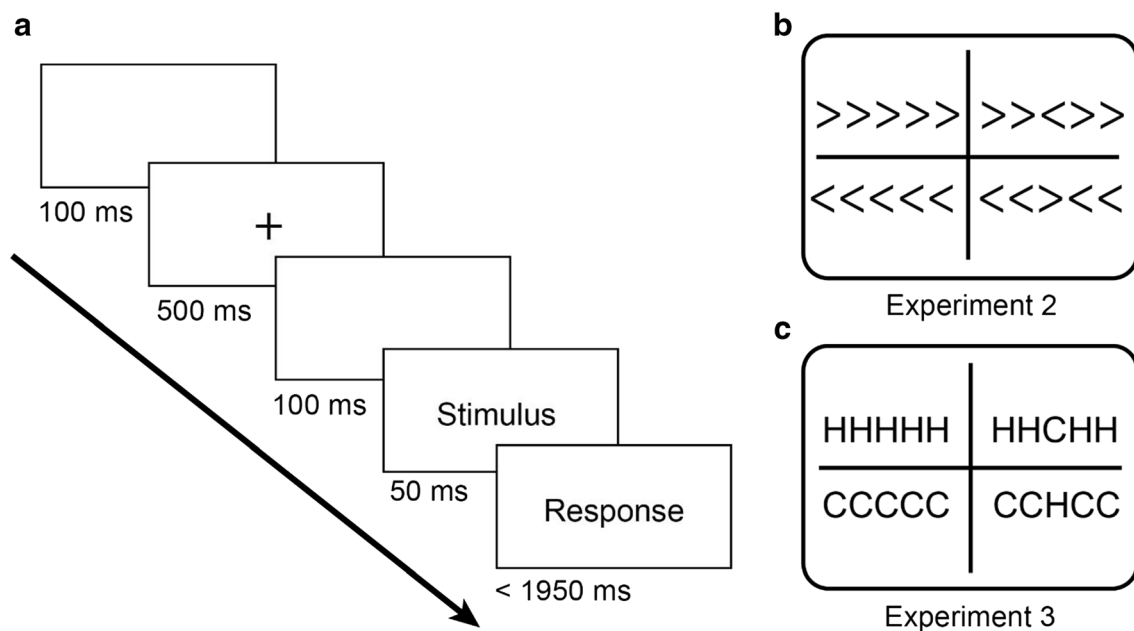 a
100 ms
+
500 ms
100 ms
Stimulus
50 ms
Response
< 1950 ms
b
>>>>> >><>>
<<<<< <<><<
Experiment 2
c
HHHHH HHCHH
CCCCC CCHCC
Experiment 3